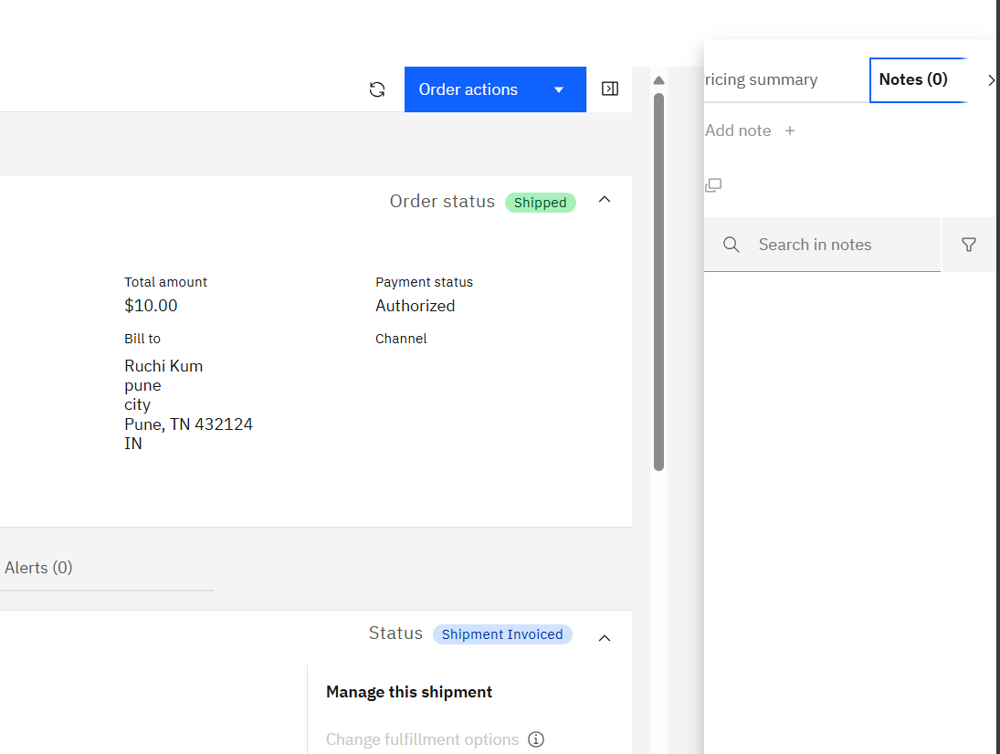 Order actions
ricing summary
Notes (0)
Add note +
Order status
Shipped
Search in notes
Total amount
$10.00
Payment status
Authorized
Bill to
Ruchi Kum
pune
city
Pune, TN 432124
IN
Channel
Alerts (0)
Status
Shipment Invoiced
Manage this shipment
Change fulfillment options